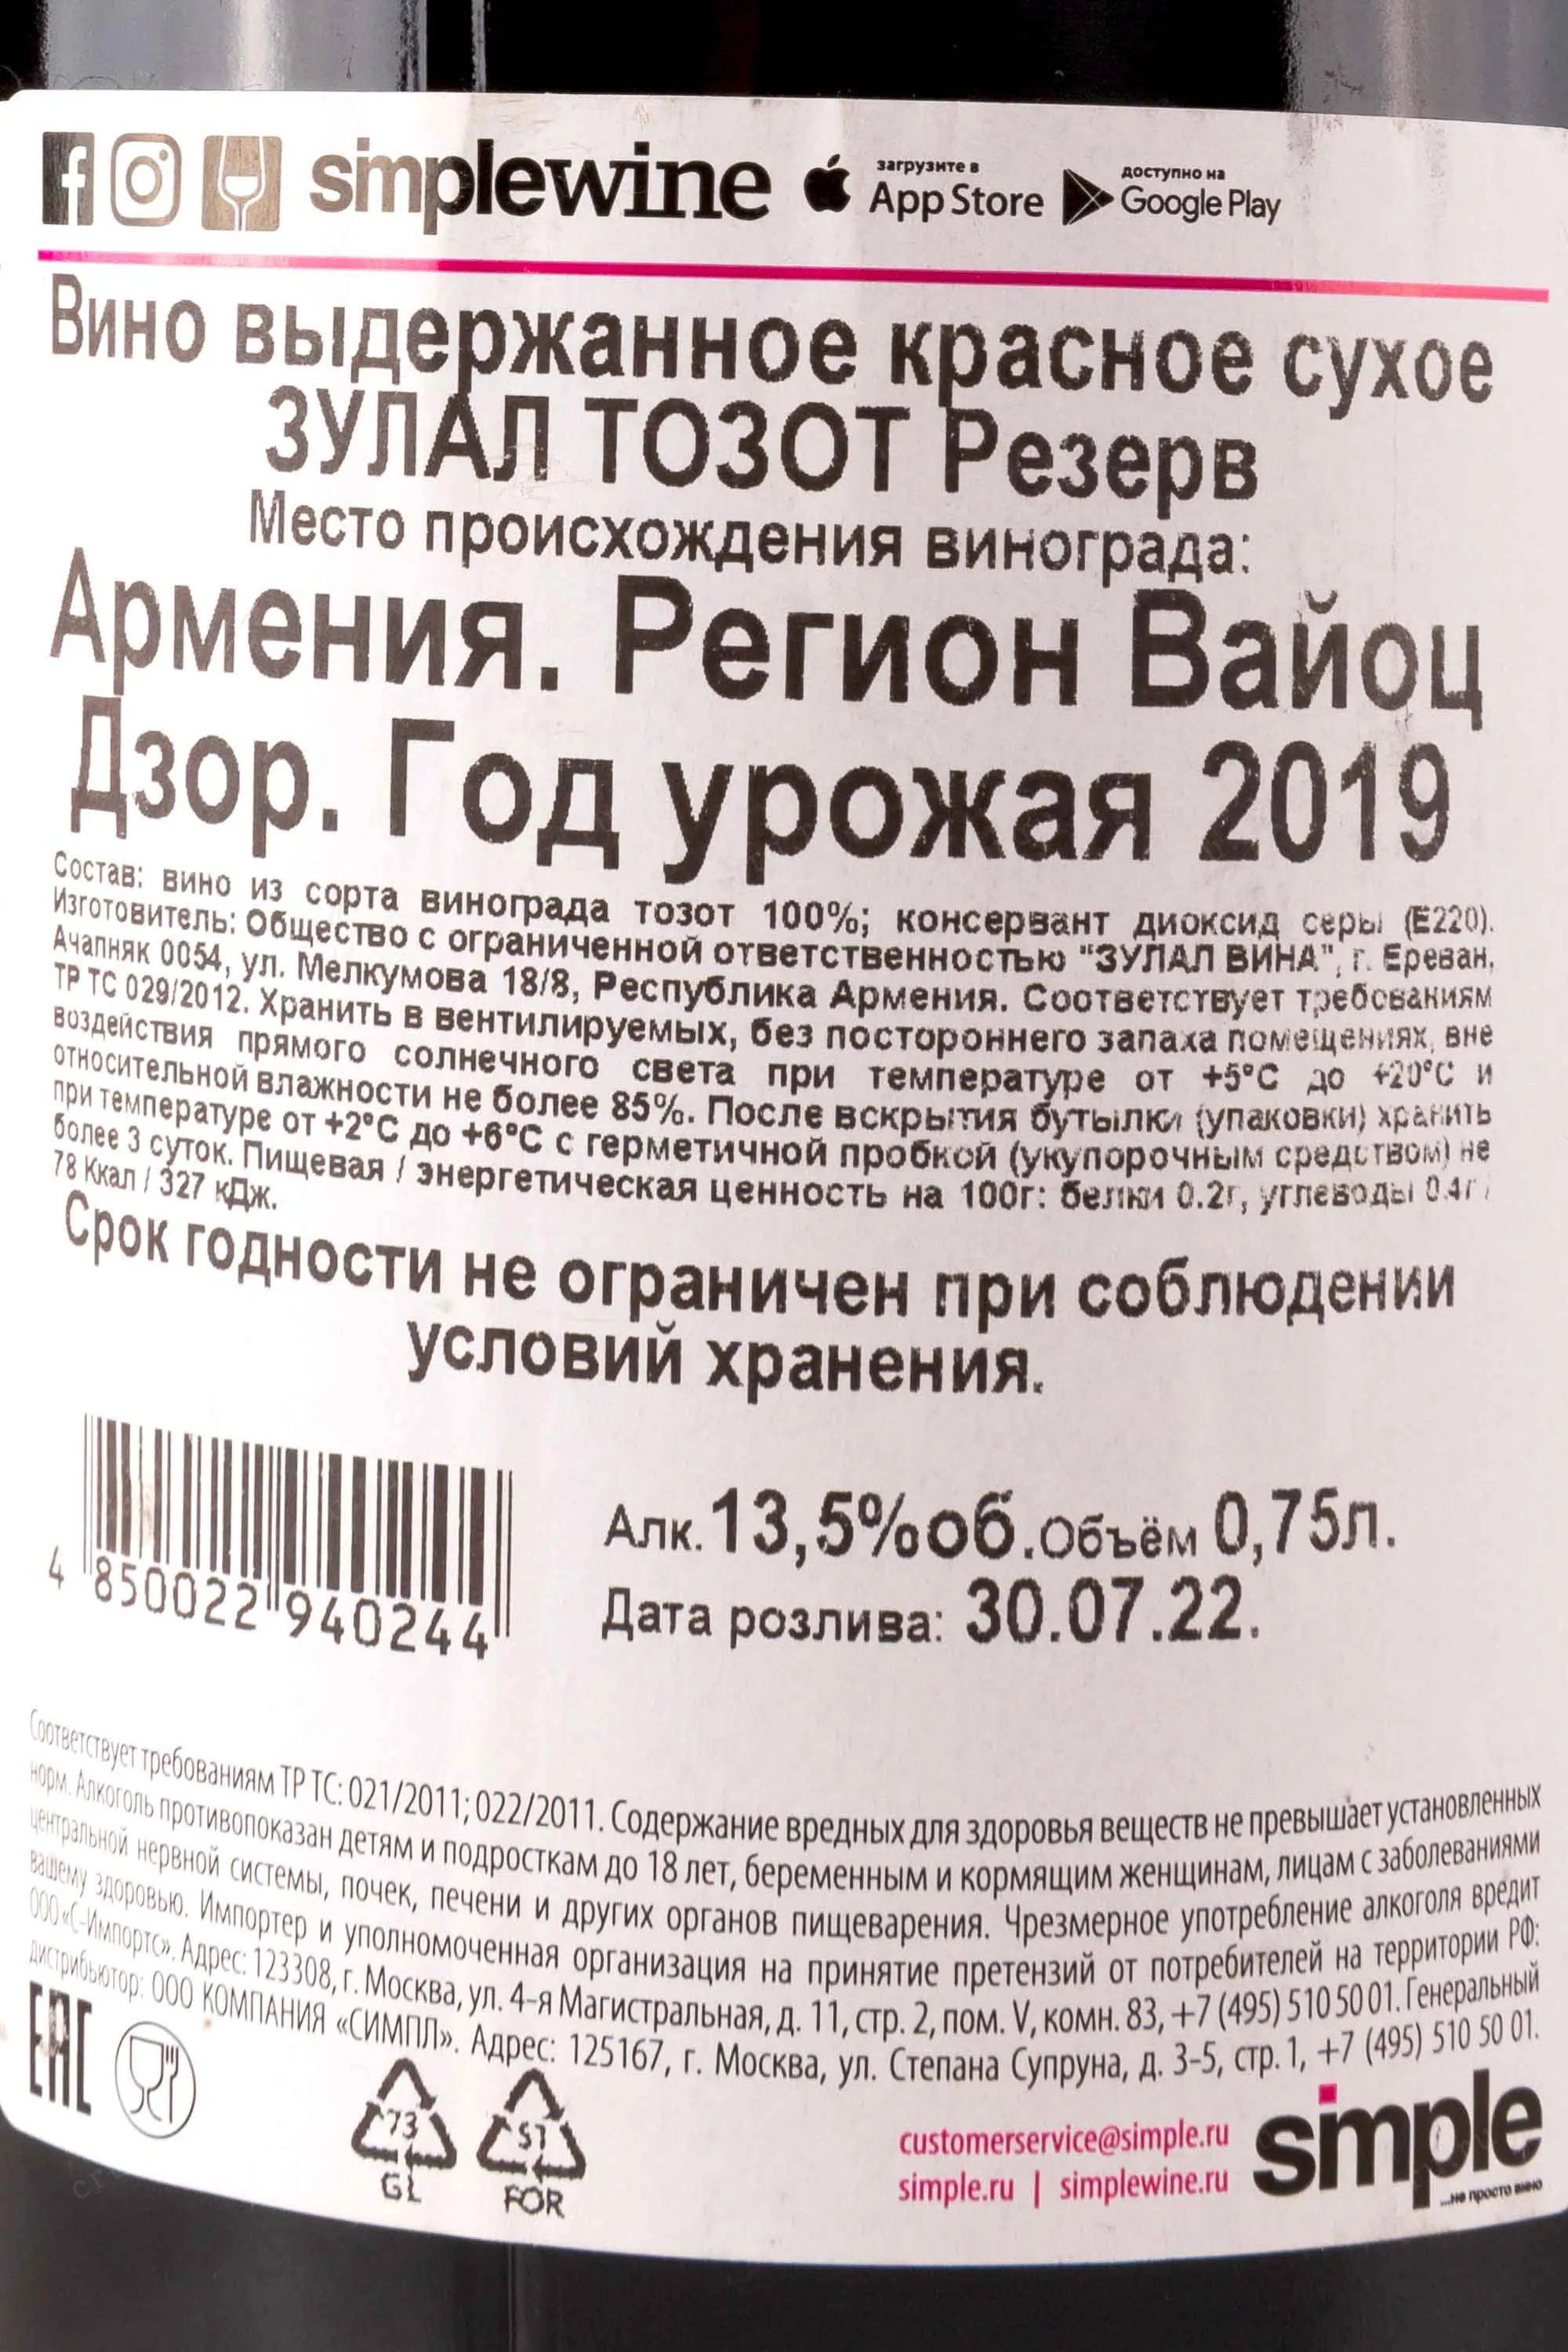 simplewine
загрузите в
App Store
доступно на
Google Play
Вино выдержанное красное сухое
ЗУЛАЛ ТОЗОТ Резерв
Место происхождения винограда:
Армения. Регион Вайоц
Дзор. Год урожая 2019
Состав: вино из сорта винограда тозот 100%; консервант диоксид серы (Е220).
Изготовитель: Общество с ограниченной ответственностью "ЗУЛАЛ ВИНА", г. Ереван,
Ачапняк 0054, ул. Мелкумова 18/8, Республика Армения. Соответствует требованиям
ТР ТС 029/2012. Хранить в вентилируемых, без постороннего запаха помещениях, вне
воздействия прямого солнечного света при температуре от +5°С до +20°С и
относительной влажности не более 85%. После вскрытия бутылки (упаковки) хранить
при температуре от +2°С до +6°С с герметичной пробкой (укупорочным средством) не
более 3 суток. Пищевая / энергетическая ценность на 100г: белки 0.2г, углеводы 0.4г /
78 Ккал / 327 кДж.
Срок годности не ограничен при соблюдении
условий хранения.
4 850022 940244
Алк. 13,5%об. Объём 0,75л.
Дата розлива: 30.07.22.
Соответствует требованиям ТР ТС: 021/2011; 022/2011. Содержание вредных для здоровья веществ не превышает установленных
норм. Алкоголь противопоказан детям и подросткам до 18 лет, беременным и кормящим женщинам, лицам с заболеваниями
центральной нервной системы, почек, печени и других органов пищеварения. Чрезмерное употребление алкоголя вредит
вашему здоровью. Импортер и уполномоченная организация на принятие претензий от потребителей на территории РФ:
ООО «С-Импортс». Адрес: 123308, г. Москва, ул. 4-я Магистральная, д. 11, стр. 2, пом. V, комн. 83, +7 (495) 510 50 01. Генеральный
дистрибьютор: ООО КОМПАНИЯ «СИМПЛ». Адрес: 125167, г. Москва, ул. Степана Супруна, д. 3-5, стр. 1, +7 (495) 510 50 01.
EAC
73
GL
51
FOR
customerservice@simple.ru
simple.ru | simplewine.ru
simple
...не просто вино